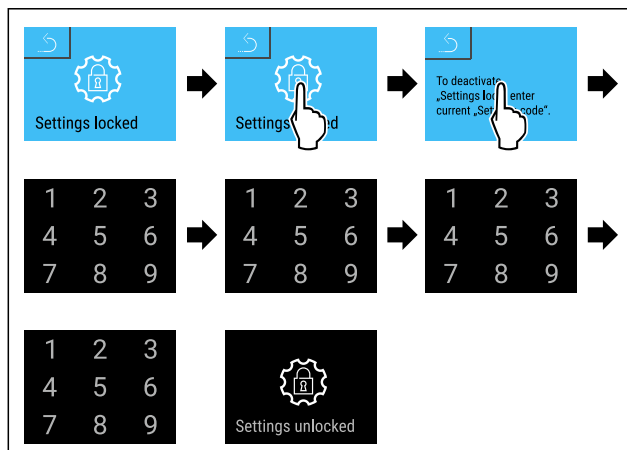 Settings locked
Settings
To deactivate
„Settings enter
current code“.
1 2 3
4 5 6
7 8 9
1 2 3
4 5 6
7 8 9
1 2 3
4 5 6
7 8 9
1 2 3
4 5 6
7 8 9
Settings unlocked